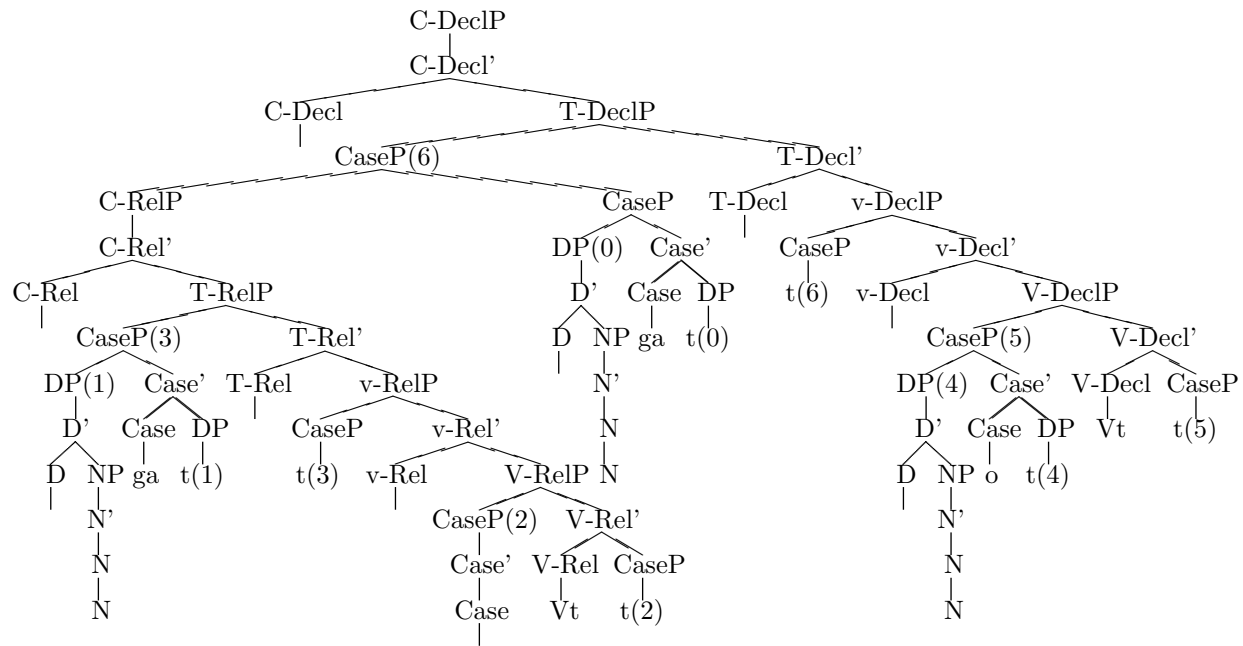 C-DeclP
C-Decl’
C-Decl T-DeclP
CaseP(6) T-Decl’
C-RelP CaseP T-Decl v-DeclP
C-Rel’ DP(0) Case’ CaseP v-Decl’
C-Rel T-RelP D’ Case DP t(6) v-Decl V-DeclP
CaseP(3) T-Rel’ D NP ga t(0) CaseP(5) V-Decl’
DP(1) Case’ T-Rel v-RelP N’ DP(4) Case’ V-Decl CaseP
D’ Case DP CaseP v-Rel’ N D’ Case DP Vt t(5)
D NP ga t(1) t(3) v-Rel V-RelP N D NP o t(4)
N’ CaseP(2) V-Rel’ N’
N Case’ V-Rel CaseP N
N Case Vt t(2) N